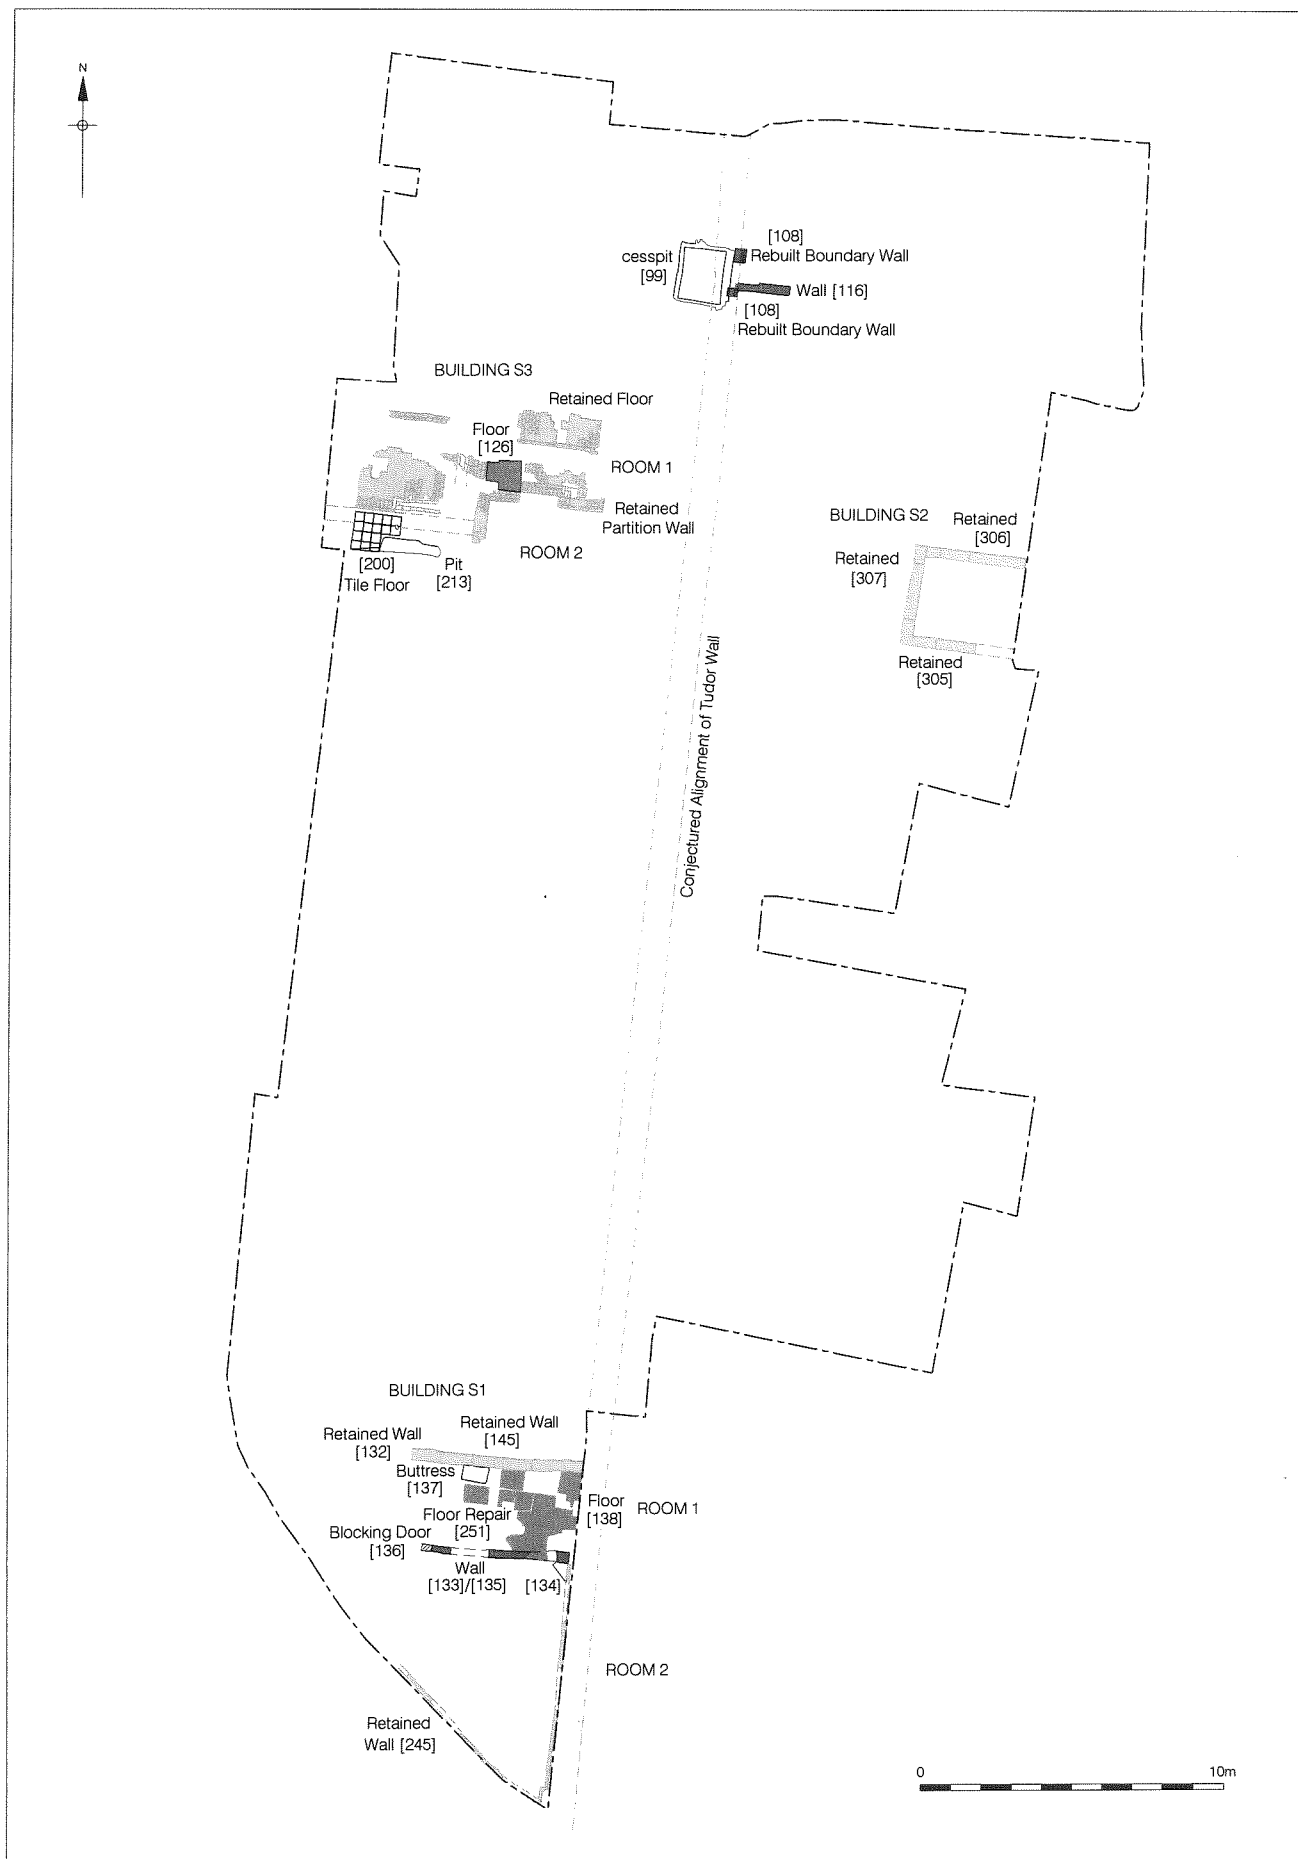 N
[108]
cesspit
Rebuilt Boundary Wall
[99]
Wall [116]
[108]
Rebuilt Boundary Wall
BUILDING S3
Retained Floor
Floor
[126]
ROOM 1
Retained
Partition Wall
ROOM 2
[200]
Tile Floor
Pit
[213]
BUILDING S2
Retained
[306]
Retained
[307]
Retained
[305]
Conjectured Alignment of Tudor Wall
BUILDING S1
Retained Wall
[132]
Retained Wall
[145]
Buttress
[137]
Floor
[138]
ROOM 1
Floor Repair
[251]
Blocking Door
[136]
Wall
[133]/[135]
[134]
ROOM 2
Retained
Wall [245]
0
10m